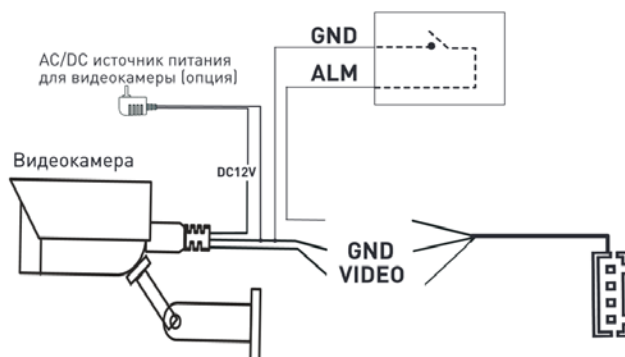 AC/DC источник питания
для видеокамеры (опция)
GND
ALM
Видеокамера
DC12V
GND
VIDEO